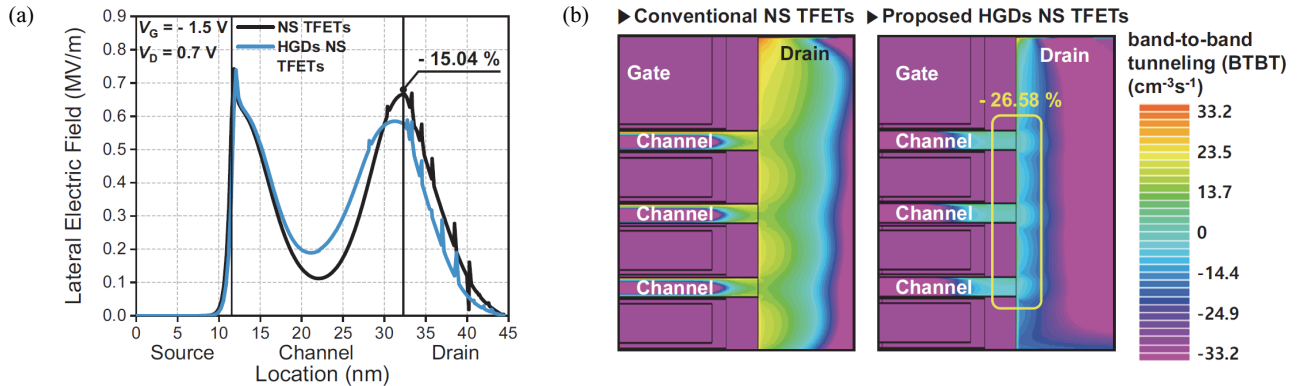 (a)
V_G = - 1.5 V
V_D = 0.7 V
NS TFETs
HGDs NS
TFETs
- 15.04 %
Lateral Electric Field (MV/m)
0.9
0.8
0.7
0.6
0.5
0.4
0.3
0.2
0.1
0.0
0 5 10 15 20 25 30 35 40 45
Source Channel Drain
Location (nm)
(b)
▶Conventional NS TFETs
Drain
Gate
Channel
Channel
Channel
▶Proposed HGDs NS TFETs
Drain
Gate
- 26.58 %
Channel
Channel
Channel
band-to-band
tunneling (BTBT)
(cm⁻³s⁻¹)
33.2
23.5
13.7
0
-14.4
-24.9
-33.2